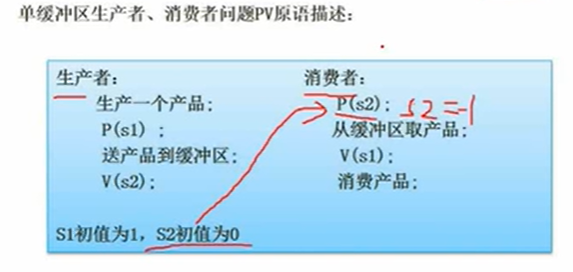 单缓冲区生产者、消费者问题PV原语描述：
生产者：
生产一个产品；
P(s1) ；
送产品到缓冲区；
V(s2)；
消费者：
P(s2)； s2=-1
从缓冲区取产品；
V(s1)；
消费产品；
S1初值为1，S2初值为0